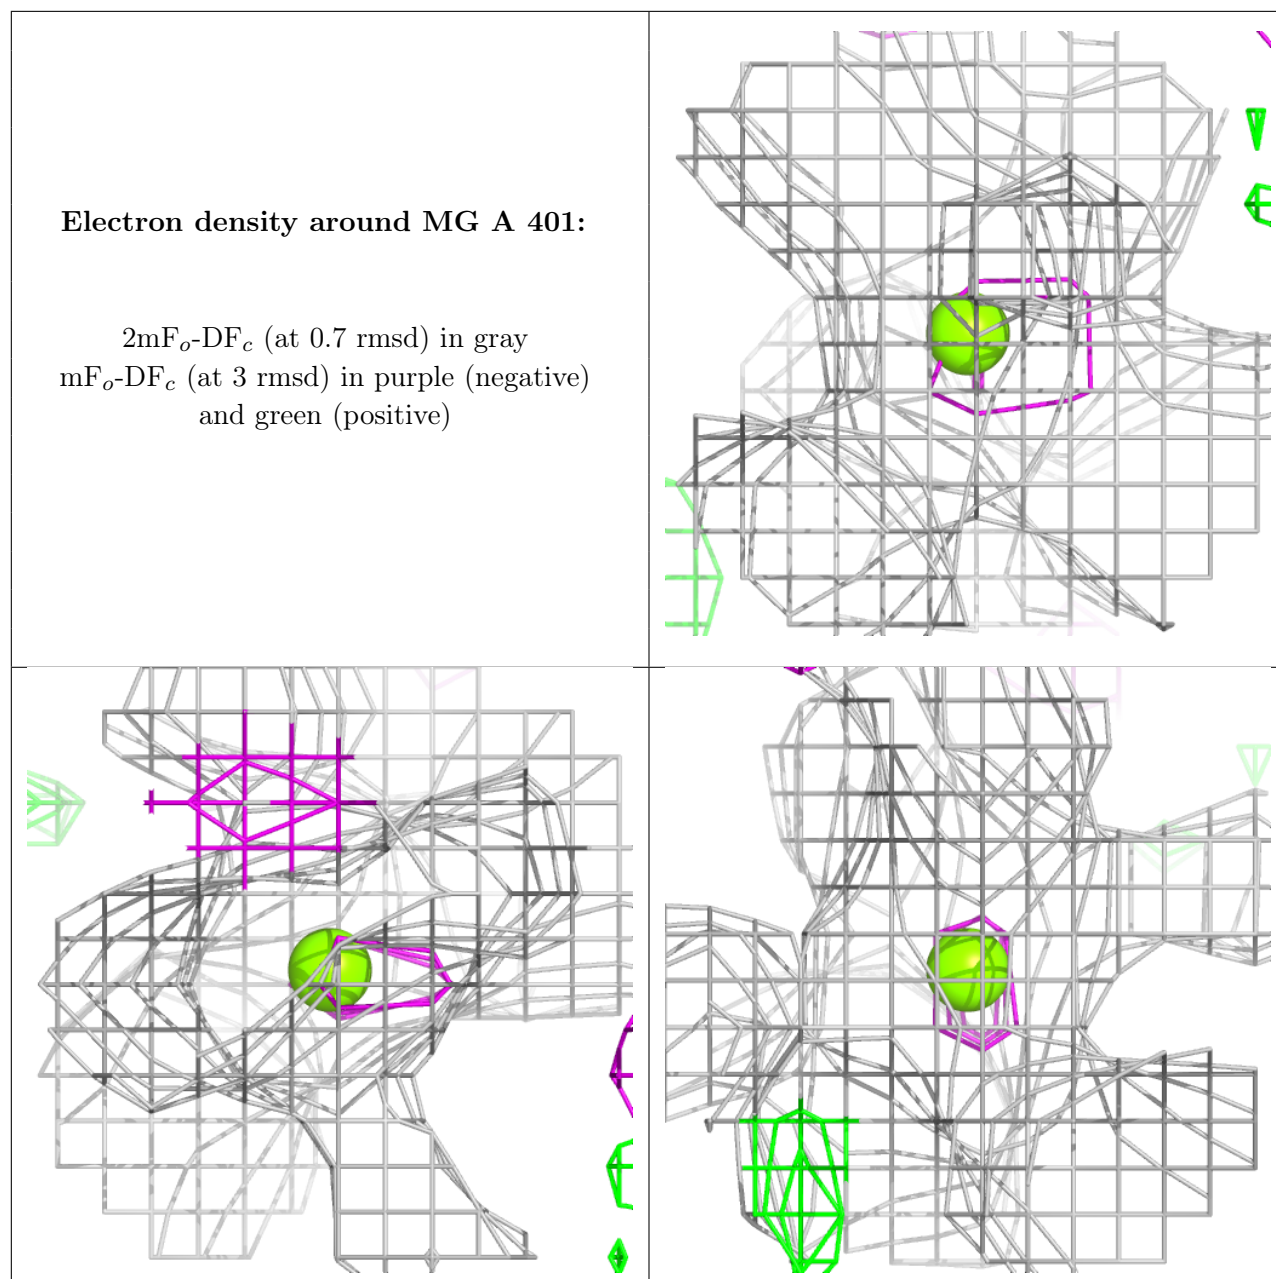 Electron density around MG A 401:
2mFₒ-DF𝑐 (at 0.7 rmsd) in gray
mFₒ-DF𝑐 (at 3 rmsd) in purple (negative)
and green (positive)